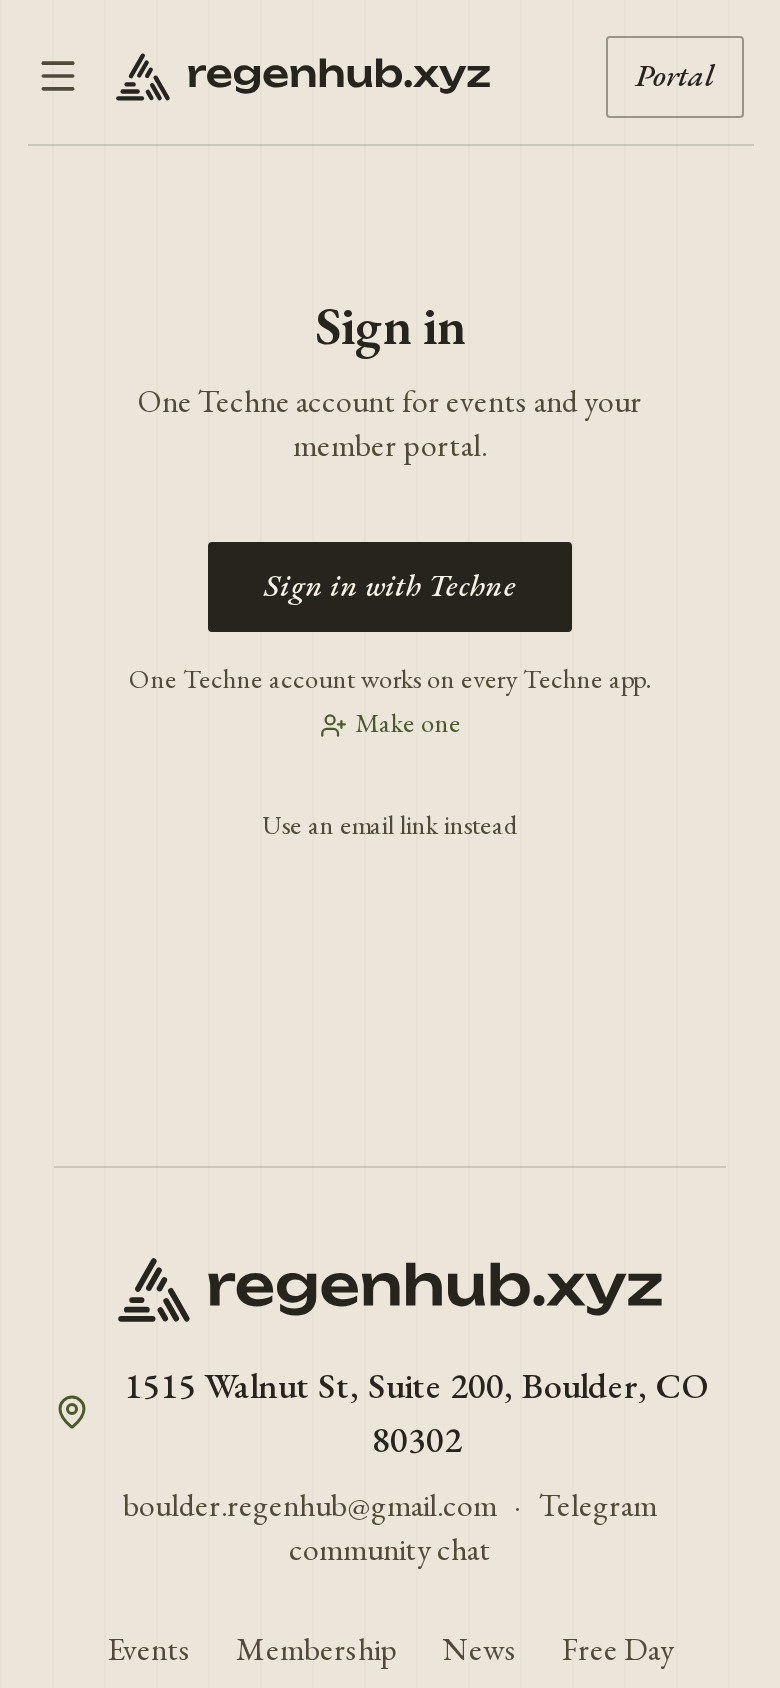 regenhub.xyz
Portal
Sign in
One Techne account for events and your
member portal.
Sign in with Techne
One Techne account works on every Techne app.
Make one
Use an email link instead
regenhub.xyz
1515 Walnut St, Suite 200, Boulder, CO
80302
boulder.regenhub@gmail.com · Telegram
community chat
Events Membership News Free Day